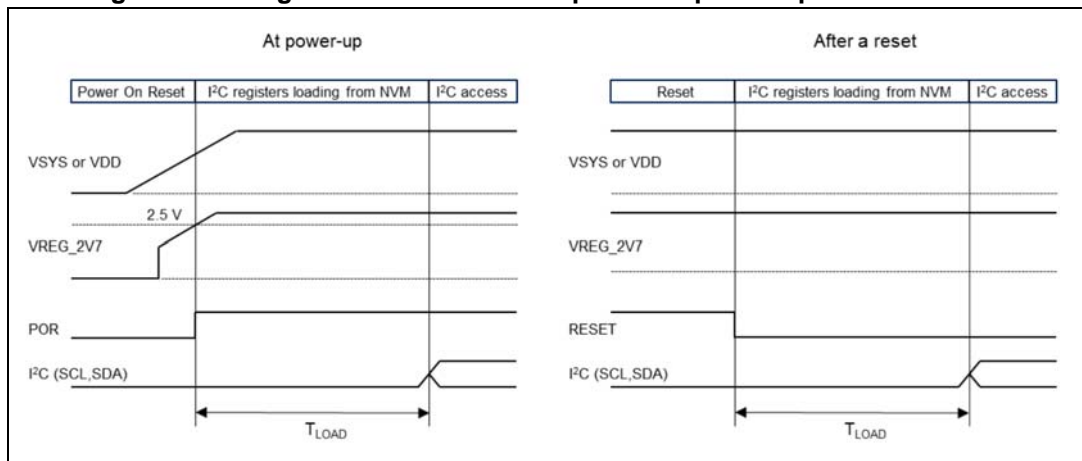 At power-up
Power On Reset
I²C registers loading from NVM
I²C access
VSYS or VDD
2.5 V
VREG_2V7
POR
I²C (SCL,SDA)
TLOAD
After a reset
Reset
I²C registers loading from NVM
I²C access
VSYS or VDD
VREG_2V7
RESET
I²C (SCL,SDA)
TLOAD